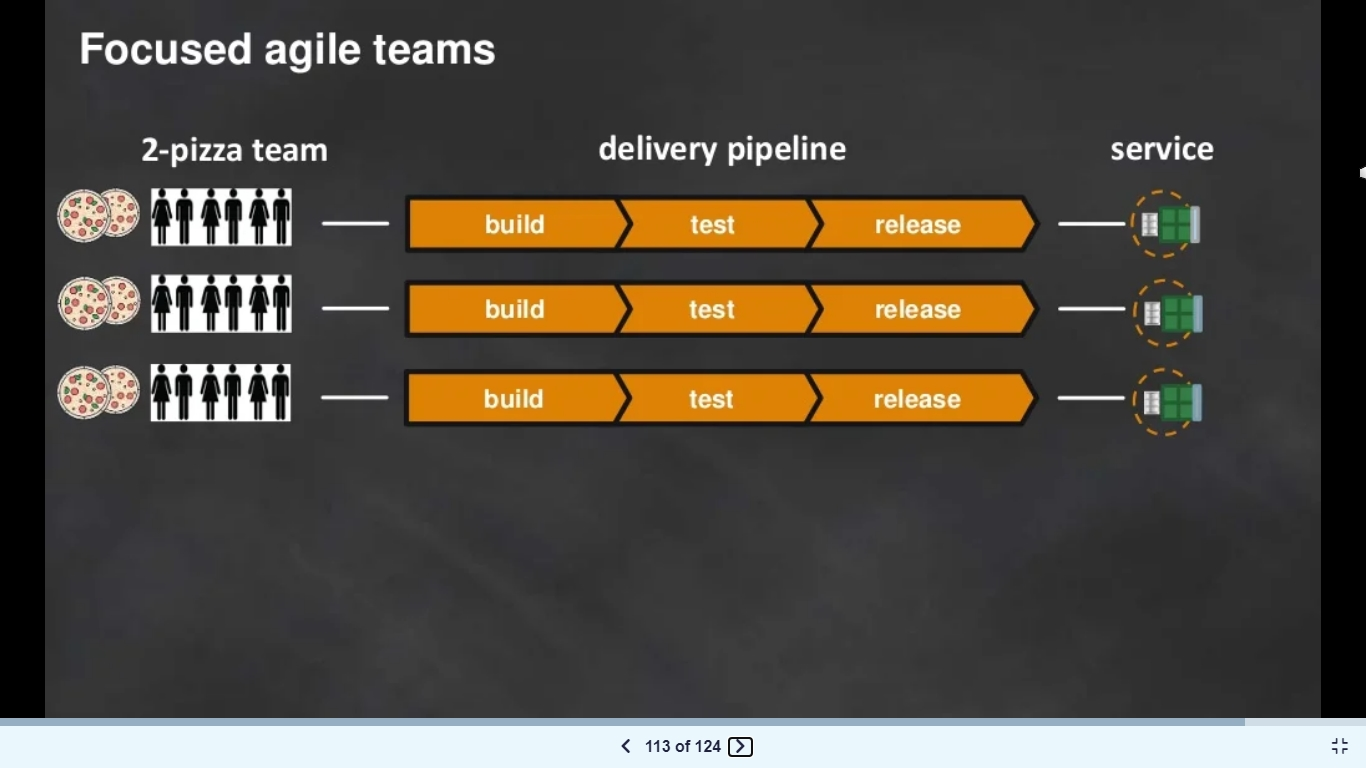 Focused agile teams
2-pizza team
delivery pipeline
service
build test release
build test release
build test release
113 of 124